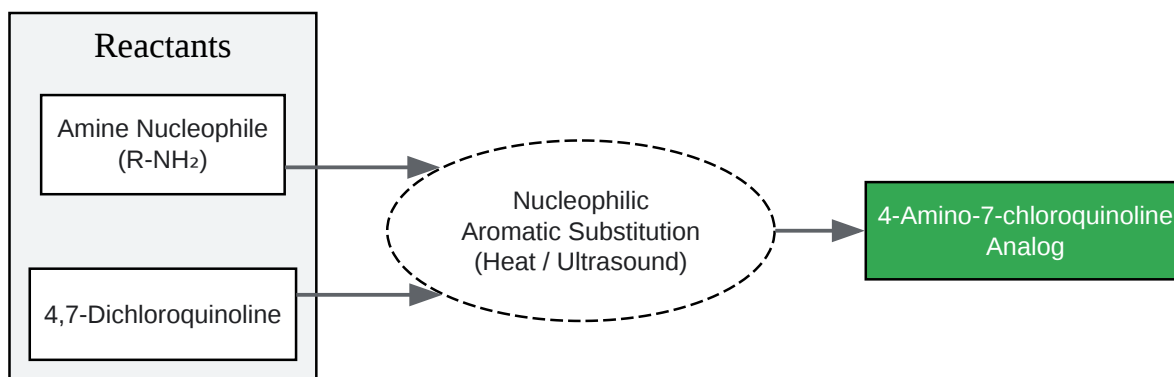 Reactants
Amine Nucleophile
(R-NH₂)
4,7-Dichloroquinoline
Nucleophilic
Aromatic Substitution
(Heat / Ultrasound)
4-Amino-7-chloroquinoline
Analog